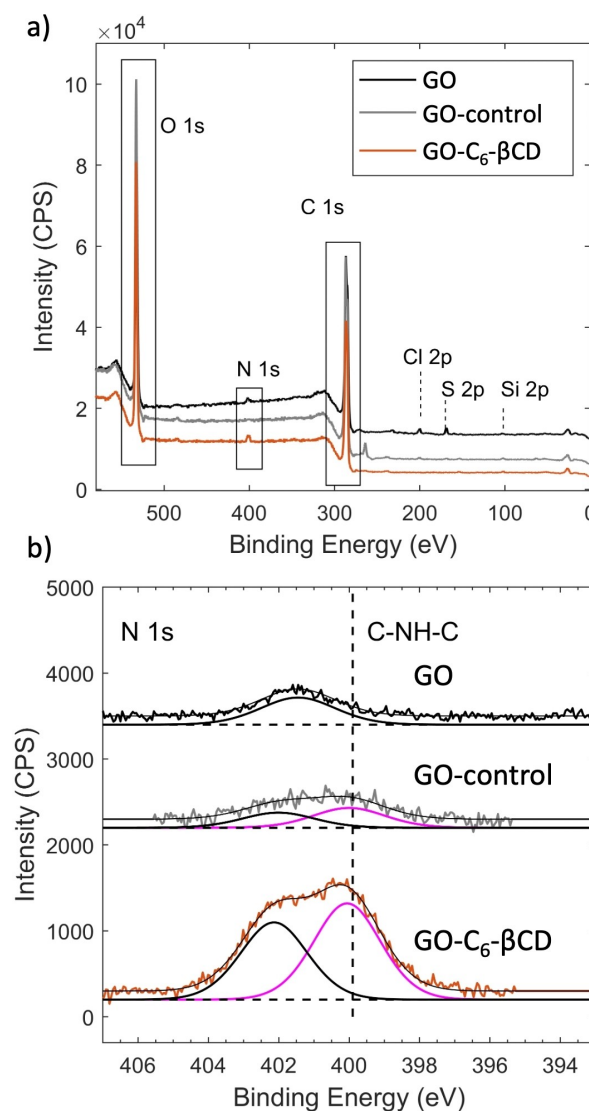 a)
×10⁴
GO
GO-control
GO-C₆-βCD
O 1s
C 1s
N 1s
Cl 2p
S 2p
Si 2p
10
8
6
4
2
0
Intensity (CPS)
500 400 300 200 100 0
Binding Energy (eV)
b)
N 1s
C-NH-C
GO
GO-control
GO-C₆-βCD
5000
4000
3000
2000
1000
0
Intensity (CPS)
406 404 402 400 398 396 394
Binding Energy (eV)